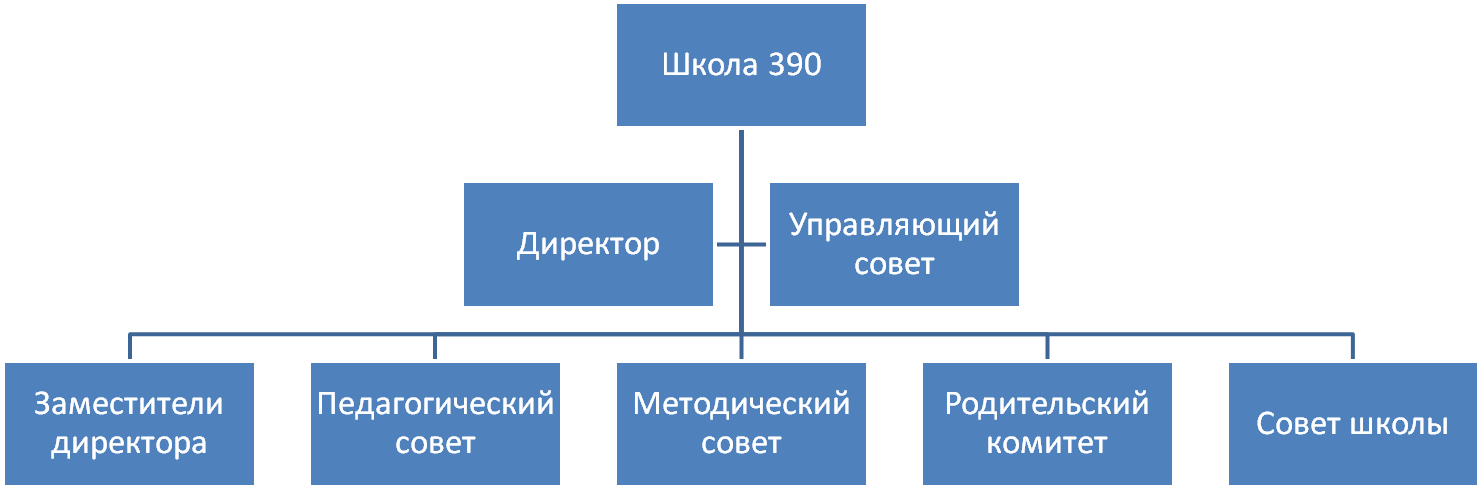 Школа 390
Директор
Управляющий
совет
Заместители
директора
Педагогический
совет
Методический
совет
Родительский
комитет
Совет школы